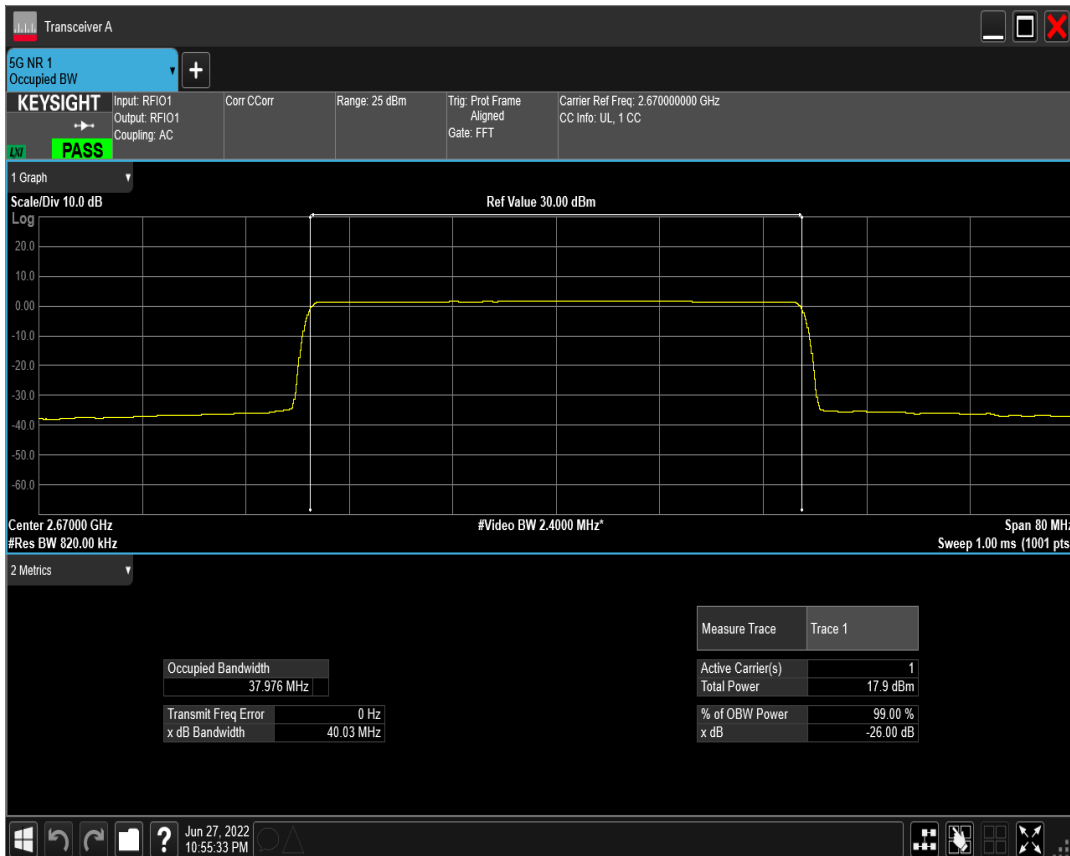 Transceiver A
5G NR 1
Occupied BW
+
KEYSIGHT
LXI
PASS
Input: RFIO1
Output: RFIO1
Coupling: AC
Corr CCorr
Range: 25 dBm
Trig: Prot Frame
Aligned
Gate: FFT
Carrier Ref Freq: 2.670000000 GHz
CC Info: UL, 1 CC
1 Graph
Scale/Div 10.0 dB
Ref Value 30.00 dBm
Log
20.0
10.0
0.00
-10.0
-20.0
-30.0
-40.0
-50.0
-60.0
Center 2.67000 GHz
#Video BW 2.4000 MHz*
Span 80 MHz
#Res BW 820.00 kHz
Sweep 1.00 ms (1001 pts
2 Metrics
Measure Trace Trace 1
Occupied Bandwidth
37.976 MHz
Active Carrier(s) 1
Total Power 17.9 dBm
Transmit Freq Error 0 Hz
x dB Bandwidth 40.03 MHz
% of OBW Power 99.00 %
x dB -26.00 dB
?
Jun 27, 2022
10:55:33 PM